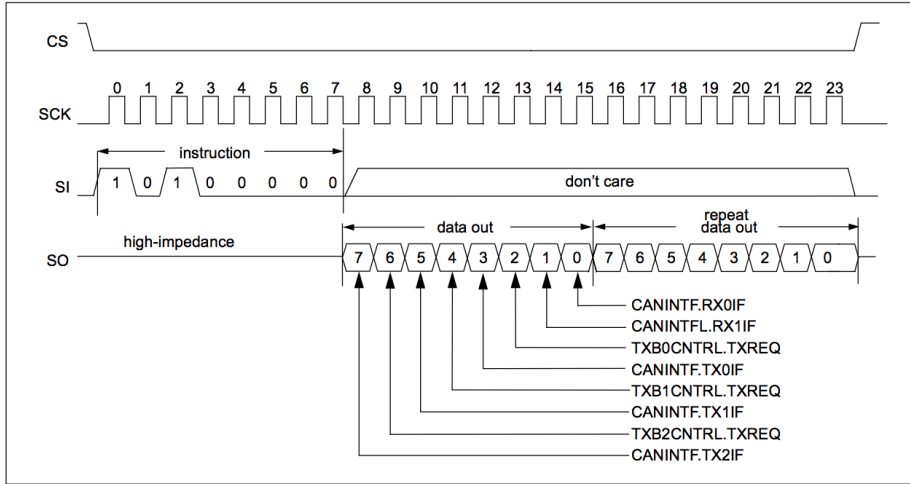 CS
0 1 2 3 4 5 6 7 8 9 10 11 12 13 14 15 16 17 18 19 20 21 22 23
SCK
instruction
SI 1 0 1 0 0 0 0 0 don't care
repeat
data out data out
high-impedance
SO 7 6 5 4 3 2 1 0 7 6 5 4 3 2 1 0
CANINTF.RX0IF
CANINTFL.RX1IF
TXB0CNTRL.TXREQ
CANINTF.TX0IF
TXB1CNTRL.TXREQ
CANINTF.TX1IF
TXB2CNTRL.TXREQ
CANINTF.TX2IF